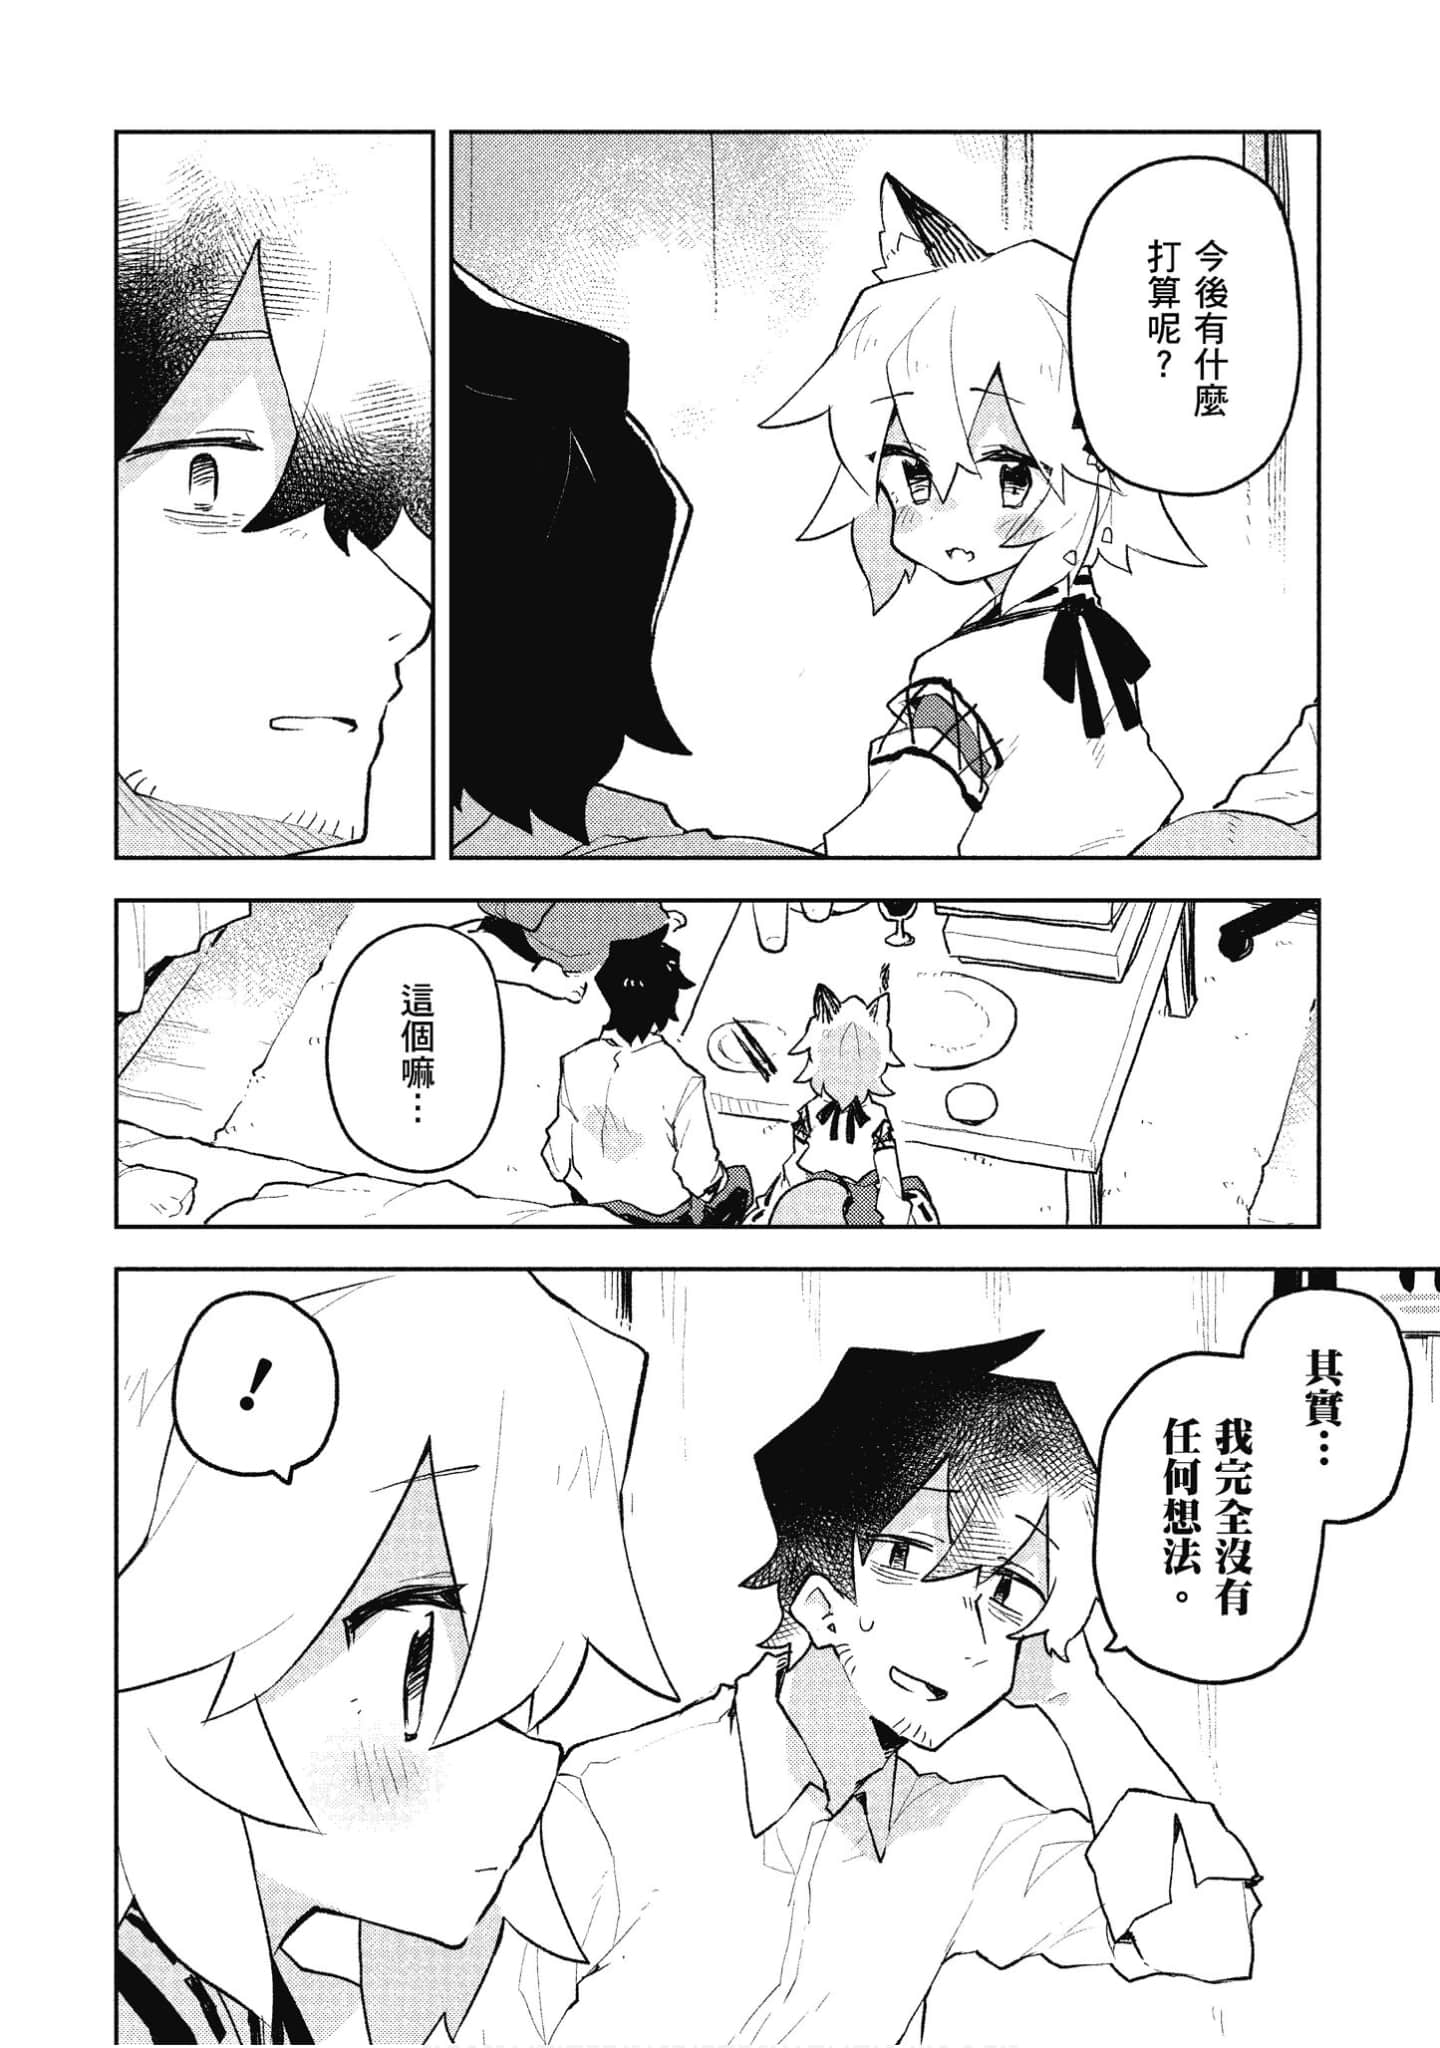 今後有什麼
打算呢？
這個嘛…
其實…
我完全沒有
任何想法。
！